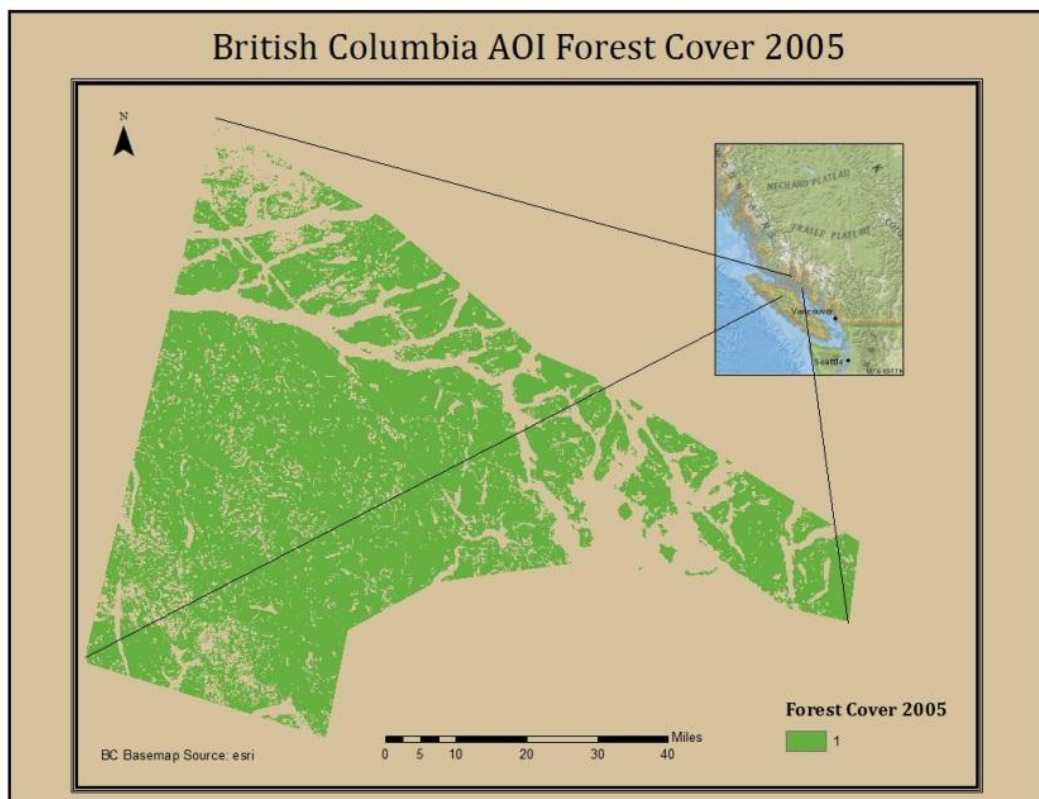 British Columbia AOI Forest Cover 2005
N
NECHAKO PLATEAU
FRASER PLATEAU
Vancouver
Seattle
Forest Cover 2005
1
BC Basemap Source: esri
Miles
0 5 10 20 30 40